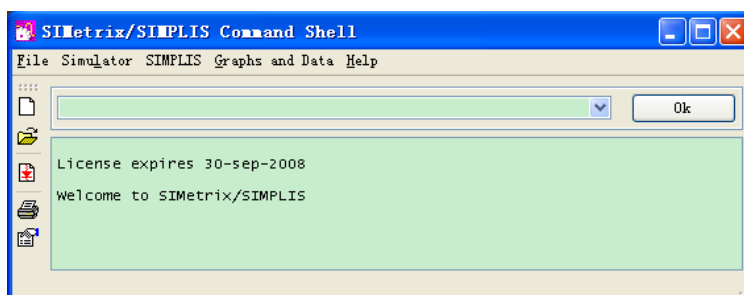 SIMetrix/SIMPLIS Command Shell
File Simulator SIMPLIS Graphs and Data Help
Ok
License expires 30-sep-2008
Welcome to SIMetrix/SIMPLIS